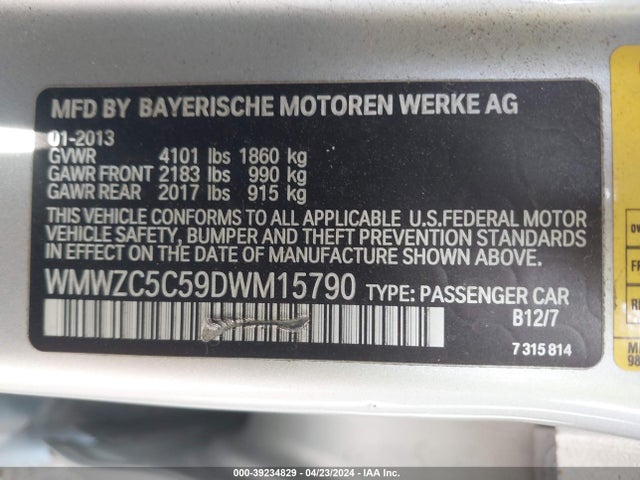 MFD BY BAYERISCHE MOTOREN WERKE AG
01-2013
GVWR 4101 lbs 1860 kg
GAWR FRONT 2183 lbs 990 kg
GAWR REAR 2017 lbs 915 kg
THIS VEHICLE CONFORMS TO ALL APPLICABLE U.S.FEDERAL MOTOR
VEHICLE SAFETY, BUMPER AND THEFT PREVENTION STANDARDS
IN EFFECT ON THE DATE OF MANUFACTURE SHOWN ABOVE.
WMWZC5C59DWM15790 TYPE: PASSENGER CAR
B12/7
7 315 814
000-39234829 - 04/23/2024 - IAA Inc.